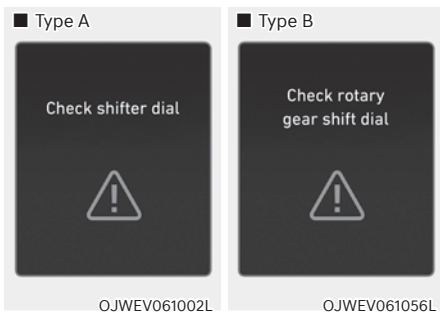 ■ Type A
Check shifter dial
OJWEV061002L
■ Type B
Check rotary
gear shift dial
OJWEV061056L